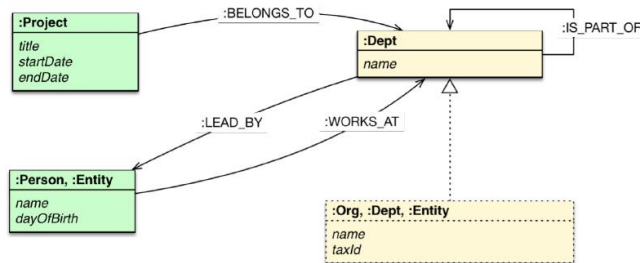 :Project
title
startDate
endDate
:BELONGS_TO
:Dept
name
:IS_PART_OF
:LEAD_BY
:WORKS_AT
:Person, :Entity
name
dayOfBirth
:Org, :Dept, :Entity
name
taxId